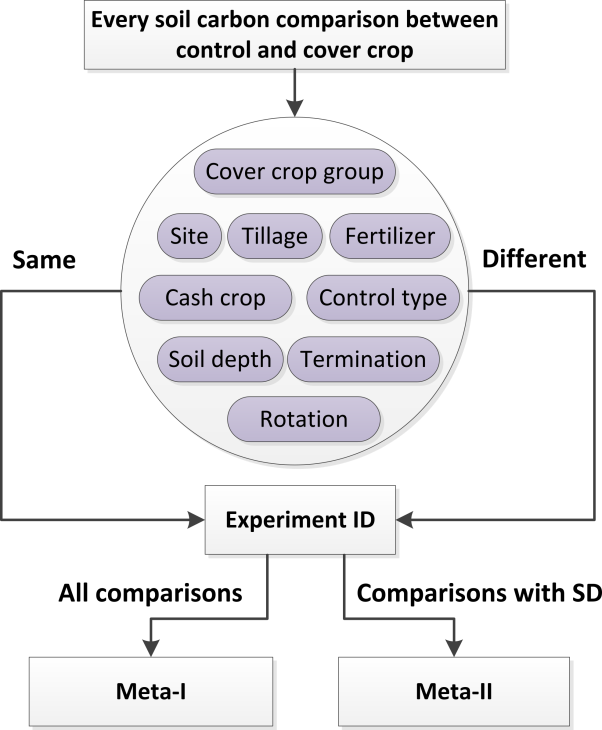 Every soil carbon comparison between
control and cover crop
Cover crop group
Site Tillage Fertilizer
Same
Different
Cash crop Control type
Soil depth Termination
Rotation
Experiment ID
All comparisons
Comparisons with SD
Meta-I
Meta-II